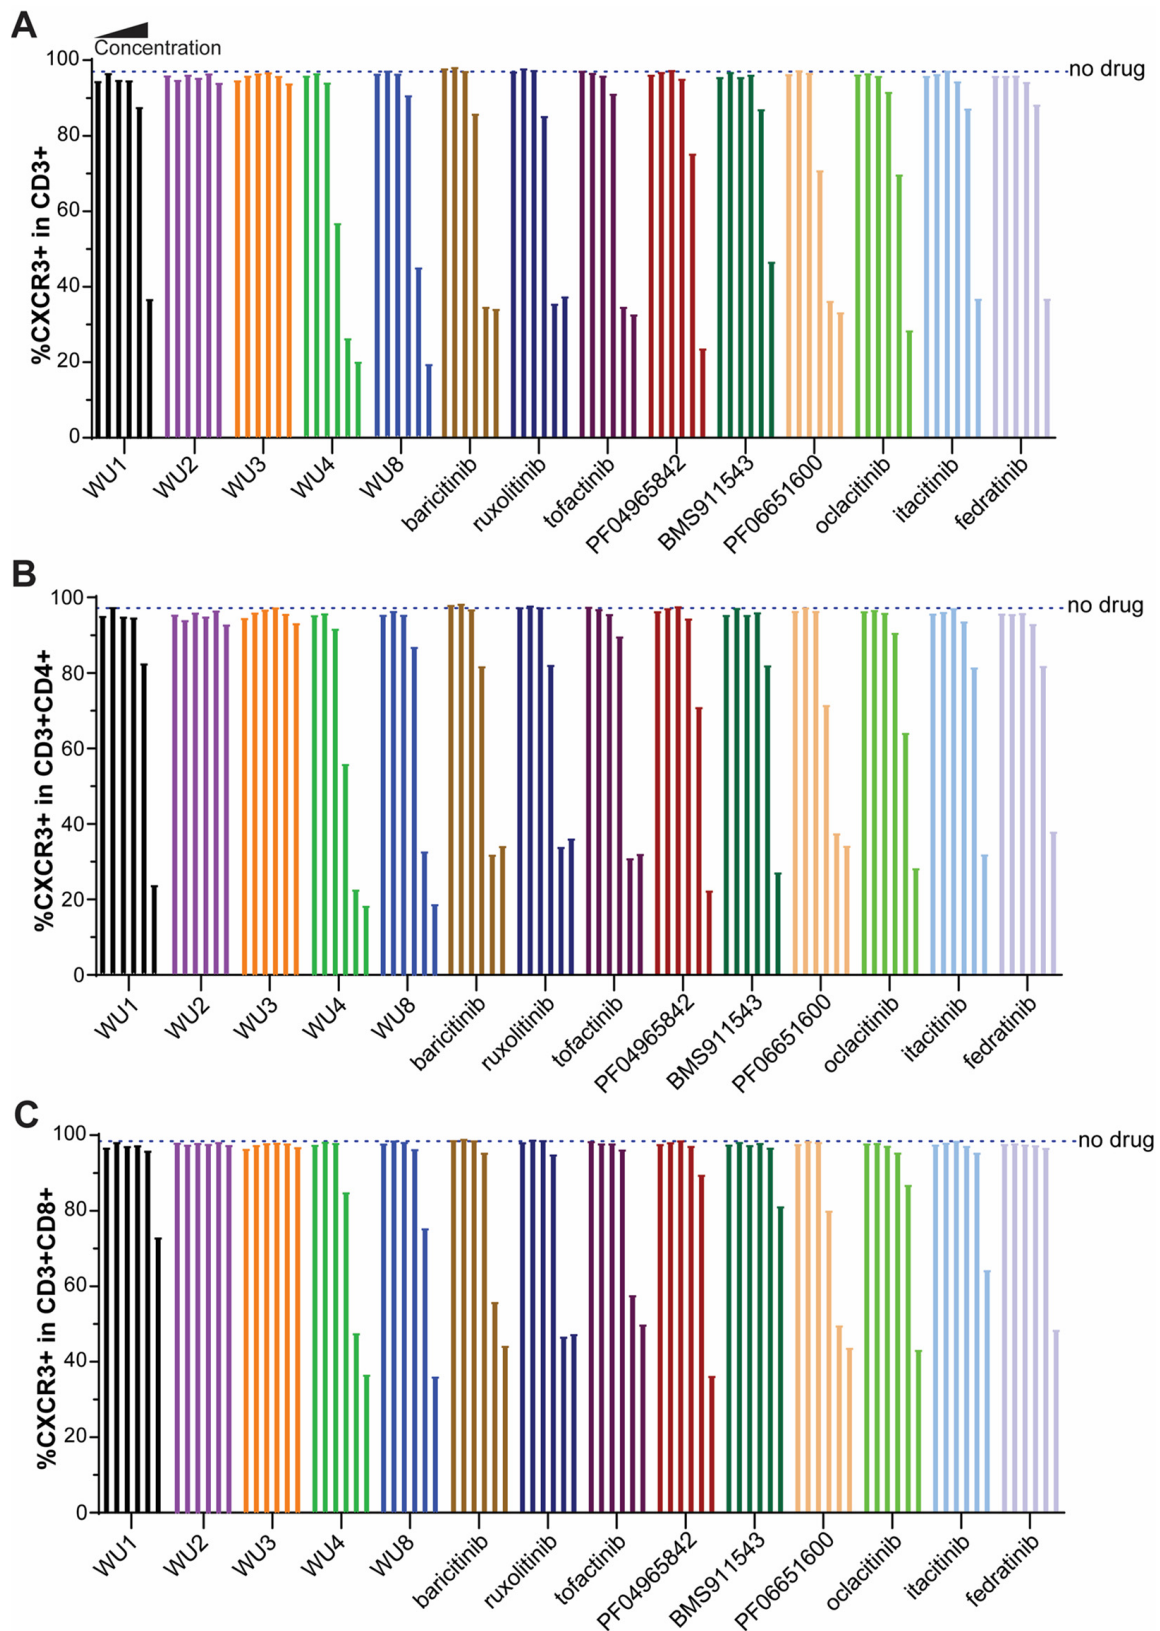 A
Concentration
100
no drug
80
60
40
20
0
%CXCR3+ in CD3+
WU1
WU2
WU3
WU4
WU8
baricitinib
ruxolitinib
tofactinib
PF04965842
BMS911543
PF06651600
oclacitinib
itacitinib
fedratinib
B
100
no drug
80
60
40
20
0
%CXCR3+ in CD3+CD4+
WU1
WU2
WU3
WU4
WU8
baricitinib
ruxolitinib
tofactinib
PF04965842
BMS911543
PF06651600
oclacitinib
itacitinib
fedratinib
C
100
no drug
80
60
40
20
0
%CXCR3+ in CD3+CD8+
WU1
WU2
WU3
WU4
WU8
baricitinib
ruxolitinib
tofactinib
PF04965842
BMS911543
PF06651600
oclacitinib
itacitinib
fedratinib